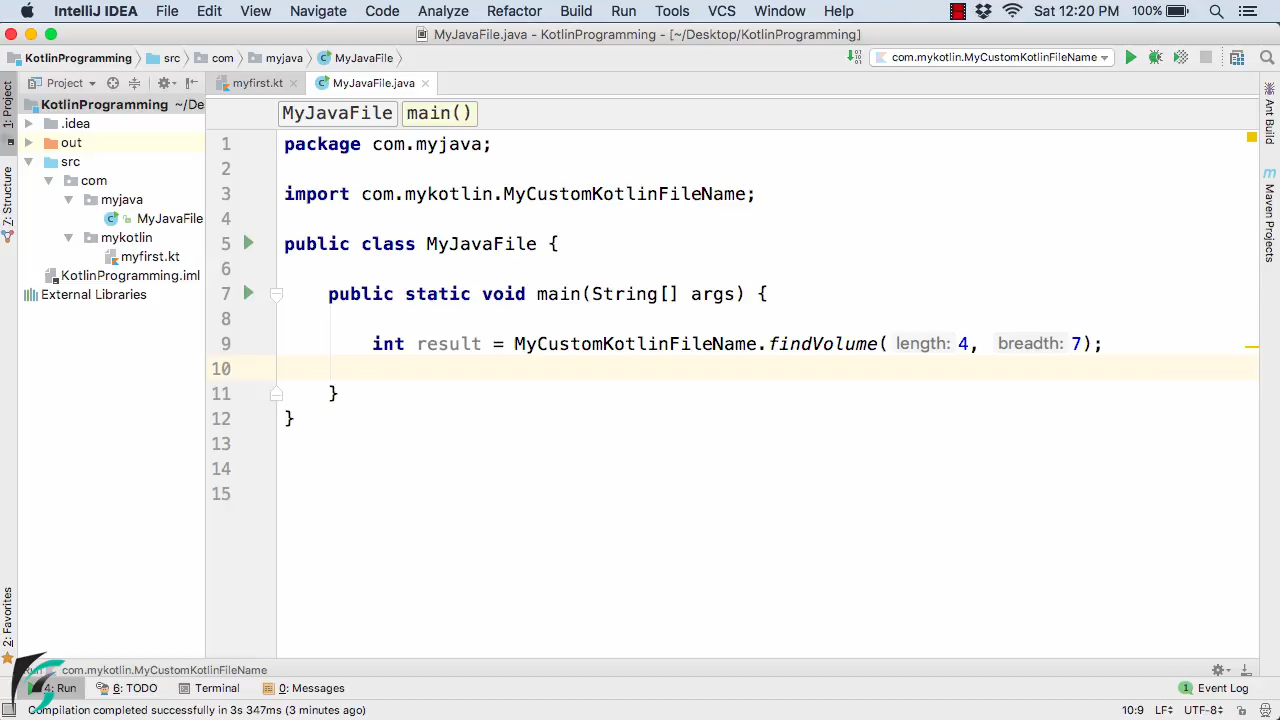 IntelliJ IDEA File Edit View Navigate Code Analyze Refactor Build Run Tools VCS Window Help Sat 12:20 PM 100%
MyJavaFile.java - KotlinProgramming - [~/Desktop/KotlinProgramming]
KotlinProgramming src com myjava MyJavaFile com.mykotlin.MyCustomKotlinFileName
Project myfirst.kt MyJavaFile.java
KotlinProgramming ~/De
.idea
out
src
com
myjava
MyJavaFile
mykotlin
myfirst.kt
KotlinProgramming.iml
External Libraries
1: Project
7: Structure
2: Favorites
MyJavaFile main()
1 package com.myjava;
2
3 import com.mykotlin.MyCustomKotlinFileName;
4
5 public class MyJavaFile {
6
7 public static void main(String[] args) {
8
9 int result = MyCustomKotlinFileName.findVolume( length: 4, breadth: 7);
10
11 }
12 }
13
14
15
Ant Build
Maven Projects
com.mykotlin.MyCustomKotlinFileName
4: Run 6: TODO Terminal 0: Messages 1 Event Log
Compilation completed successfully in 3s 347ms (3 minutes ago) 10:9 LF÷ UTF-8÷